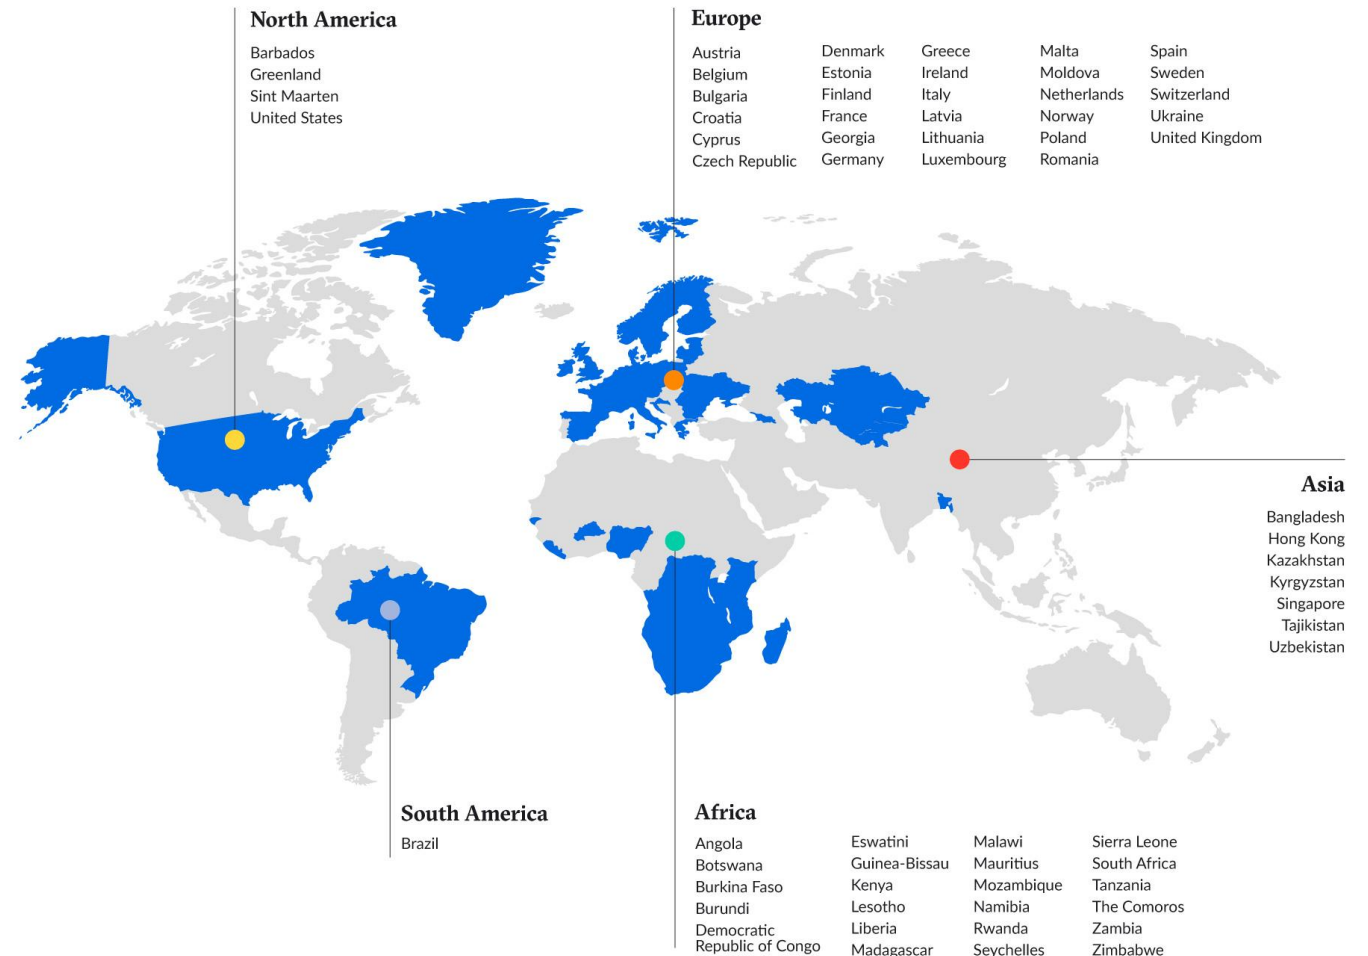 North America
Barbados
Greenland
Sint Maarten
United States
Europe
Austria
Belgium
Bulgaria
Croatia
Cyprus
Czech Republic
Denmark
Estonia
Finland
France
Georgia
Germany
Greece
Ireland
Italy
Latvia
Lithuania
Luxembourg
Malta
Moldova
Netherlands
Norway
Poland
Romania
Spain
Sweden
Switzerland
Ukraine
United Kingdom
Asia
Bangladesh
Hong Kong
Kazakhstan
Kyrgyzstan
Singapore
Tajikistan
Uzbekistan
South America
Brazil
Africa
Angola
Botswana
Burkina Faso
Burundi
Democratic
Republic of Congo
Eswatini
Guinea-Bissau
Kenya
Lesotho
Liberia
Madagascar
Malawi
Mauritius
Mozambique
Namibia
Rwanda
Seychelles
Sierra Leone
South Africa
Tanzania
The Comoros
Zambia
Zimbabwe